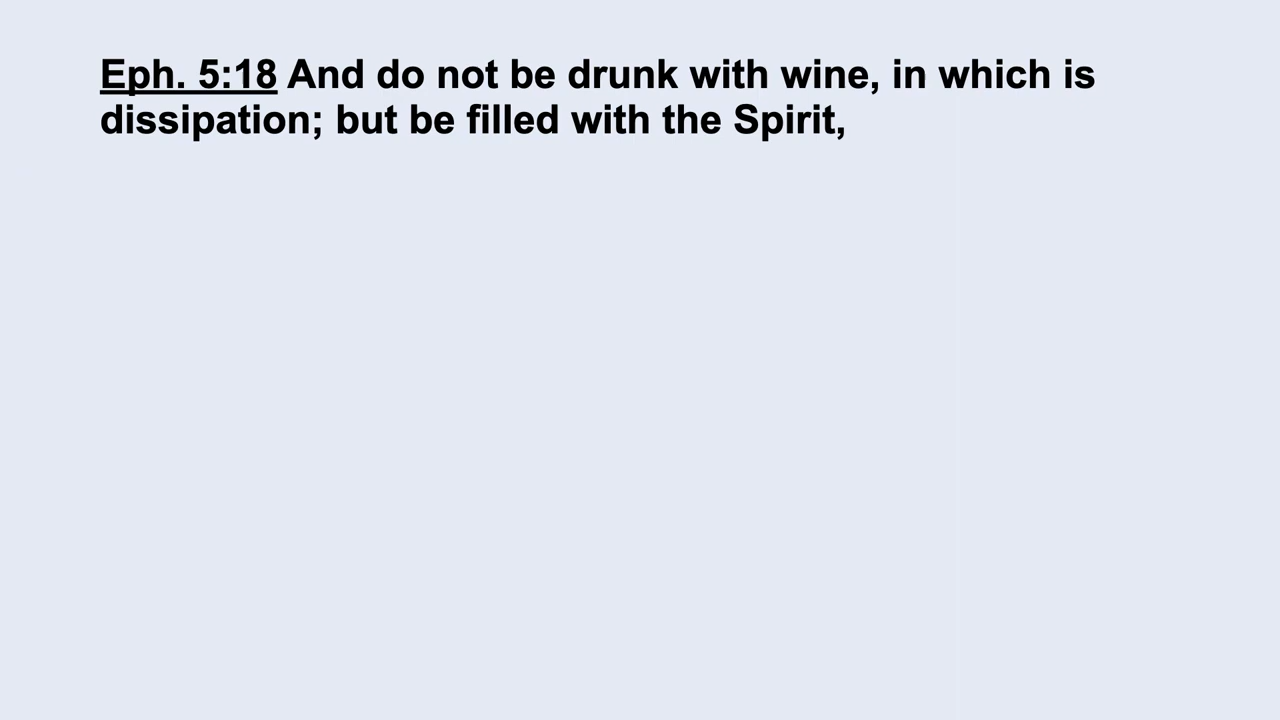 Eph. 5:18 And do not be drunk with wine, in which is
dissipation; but be filled with the Spirit,